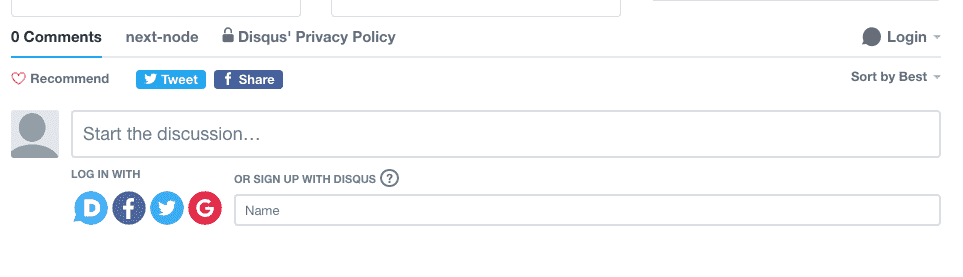 0 Comments next-node Disqus' Privacy Policy Login
Recommend Tweet f Share Sort by Best
Start the discussion...
LOG IN WITH OR SIGN UP WITH DISQUS ?
D f G
Name